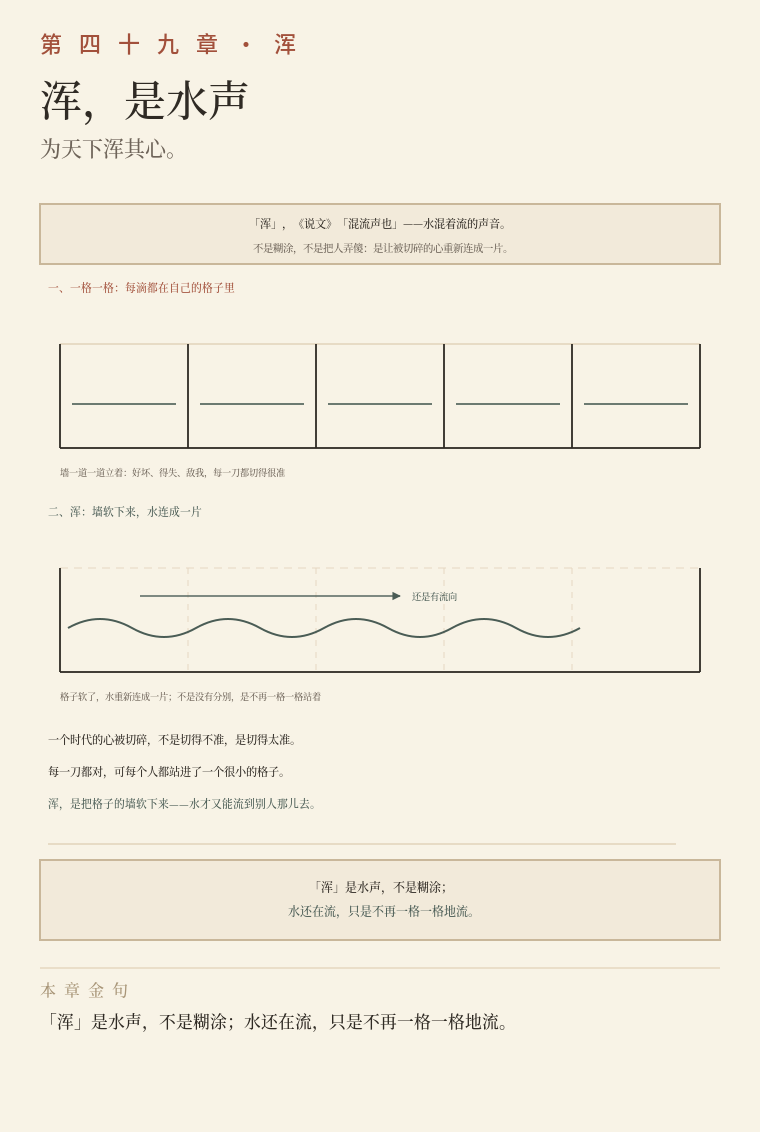 第四十九章·浑
浑，是水声
为天下浑其心。
「浑」，《说文》「混流声也」——水混着流的声音。
不是糊涂，不是把人弄傻：是让被切碎的心重新连成一片。
一、一格一格：每滴都在自己的格子里
墙一道一道立着：好坏、得失、敌我，每一刀都切得很准
二、浑：墙软下来，水连成一片
还是有流向
格子软了，水重新连成一片；不是没有分别，是不再一格一格站着
一个时代的心被切碎，不是切得不准，是切得太准。
每一刀都对，可每个人都站进了一个很小的格子。
浑，是把格子的墙软下来——水才又能流到别人那儿去。
「浑」是水声，不是糊涂；
水还在流，只是不再一格一格地流。
本章金句
「浑」是水声，不是糊涂；水还在流，只是不再一格一格地流。